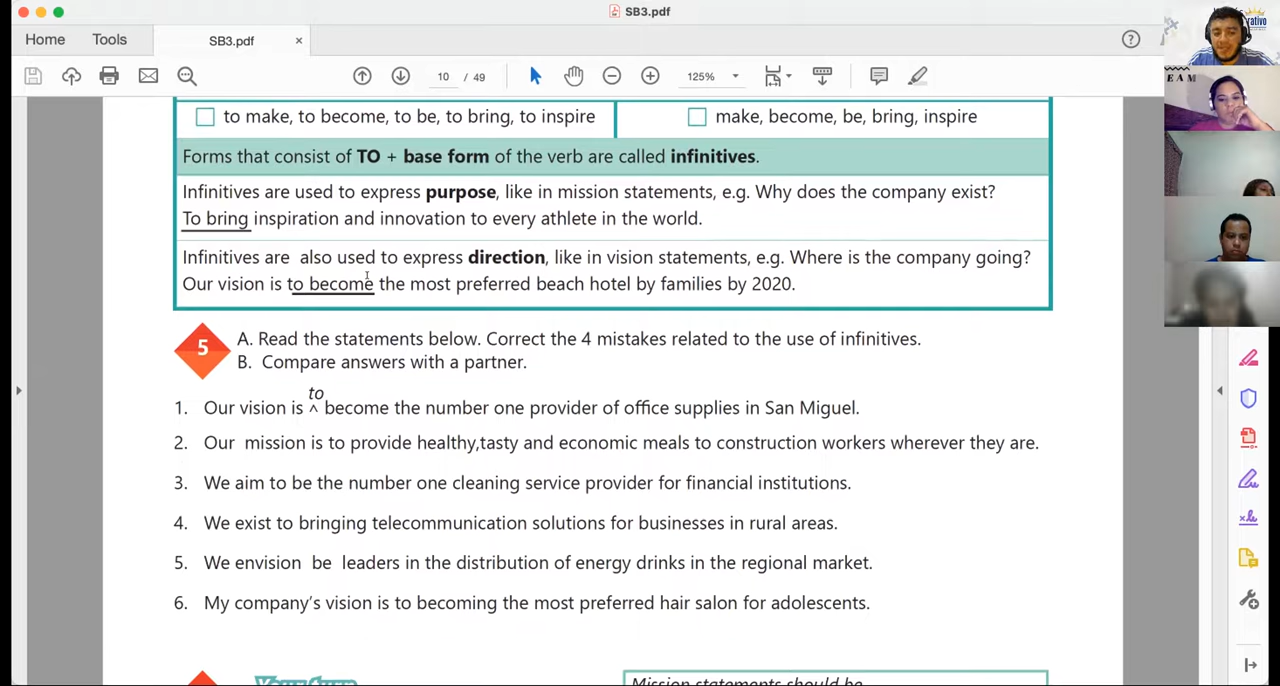 SB3.pdf
Home
Tools
SB3.pdf ×
10 / 49
125%
rativo
EAM
to make, to become, to be, to bring, to inspire
make, become, be, bring, inspire
Forms that consist of TO + base form of the verb are called infinitives.
Infinitives are used to express purpose, like in mission statements, e.g. Why does the company exist?
To bring inspiration and innovation to every athlete in the world.
Infinitives are also used to express direction, like in vision statements, e.g. Where is the company going?
Our vision is to become the most preferred beach hotel by families by 2020.
5
A. Read the statements below. Correct the 4 mistakes related to the use of infinitives.
B. Compare answers with a partner.
to
1. Our vision is ^ become the number one provider of office supplies in San Miguel.
2. Our mission is to provide healthy,tasty and economic meals to construction workers wherever they are.
3. We aim to be the number one cleaning service provider for financial institutions.
4. We exist to bringing telecommunication solutions for businesses in rural areas.
5. We envision be leaders in the distribution of energy drinks in the regional market.
6. My company's vision is to becoming the most preferred hair salon for adolescents.
Mission statements should be